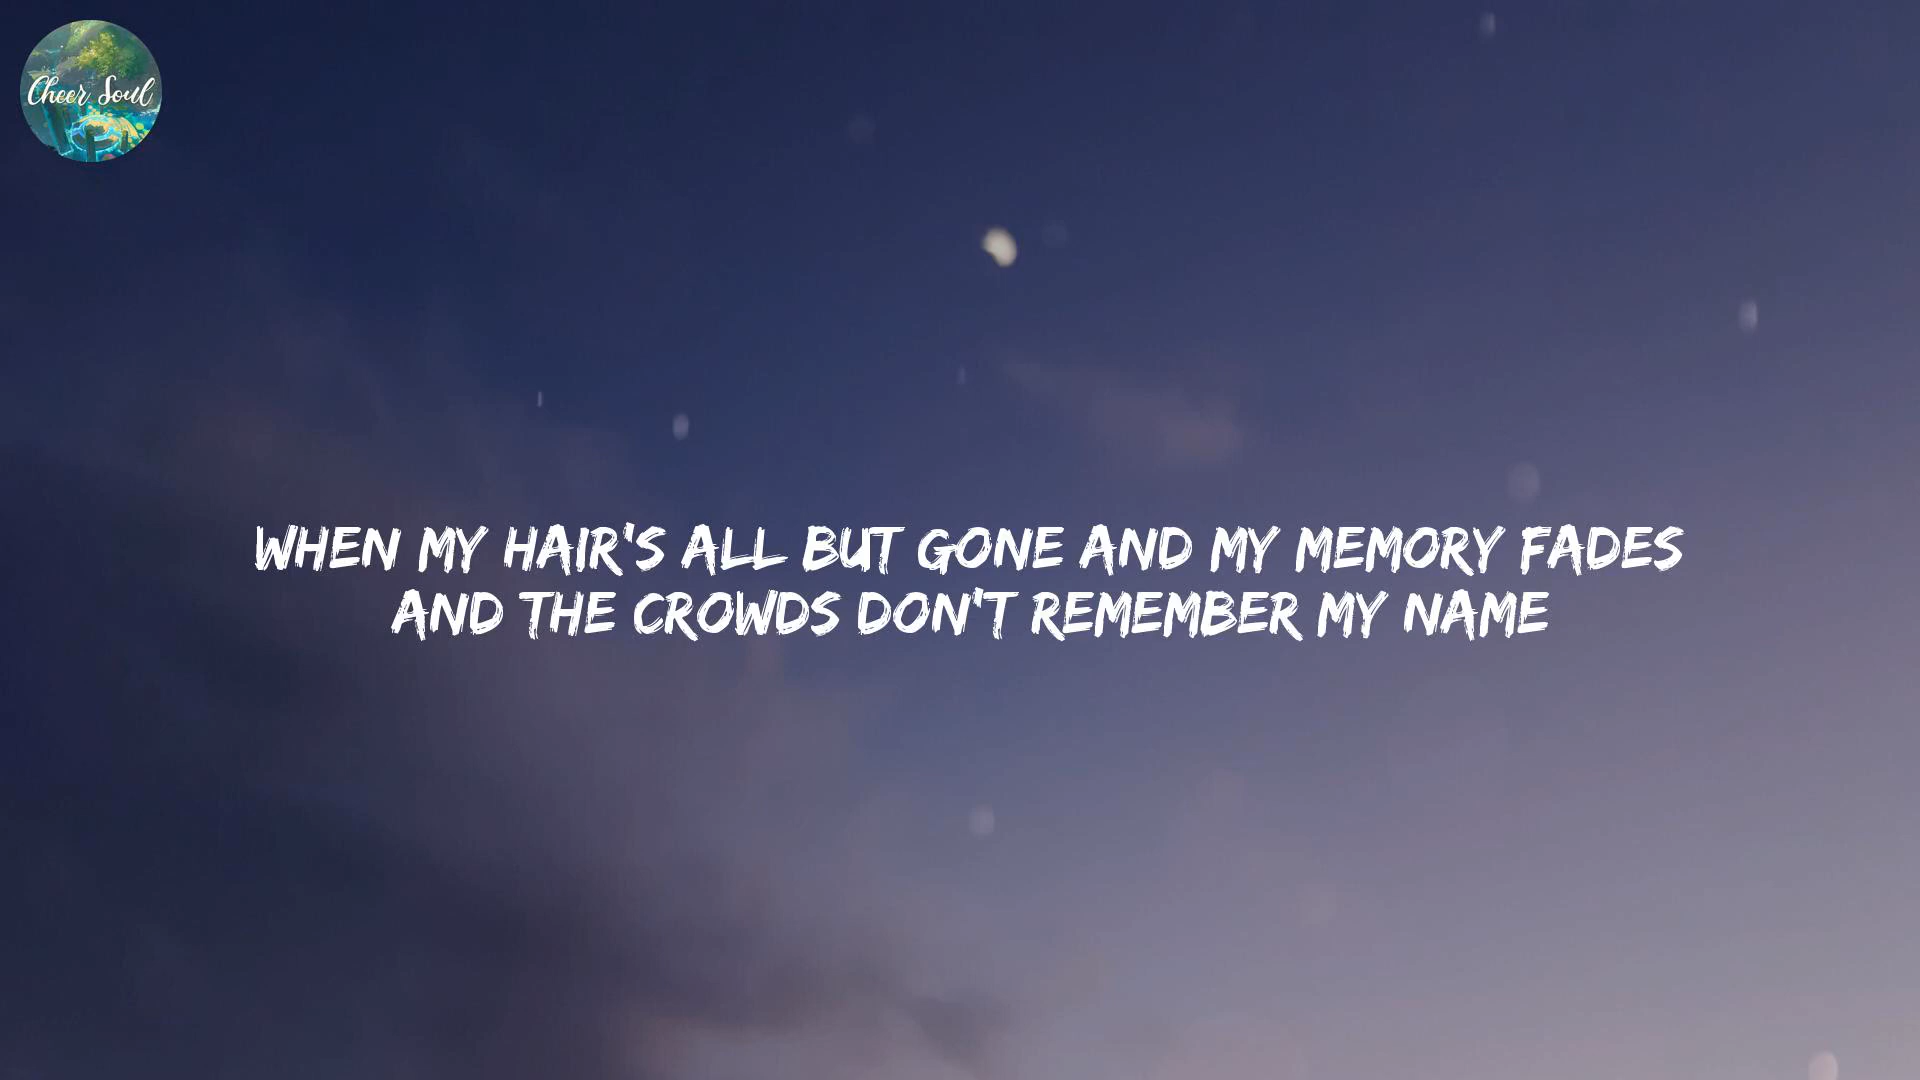 Cheer Soul
WHEN MY HAIR'S ALL BUT GONE AND MY MEMORY FADES
AND THE CROWDS DON'T REMEMBER MY NAME